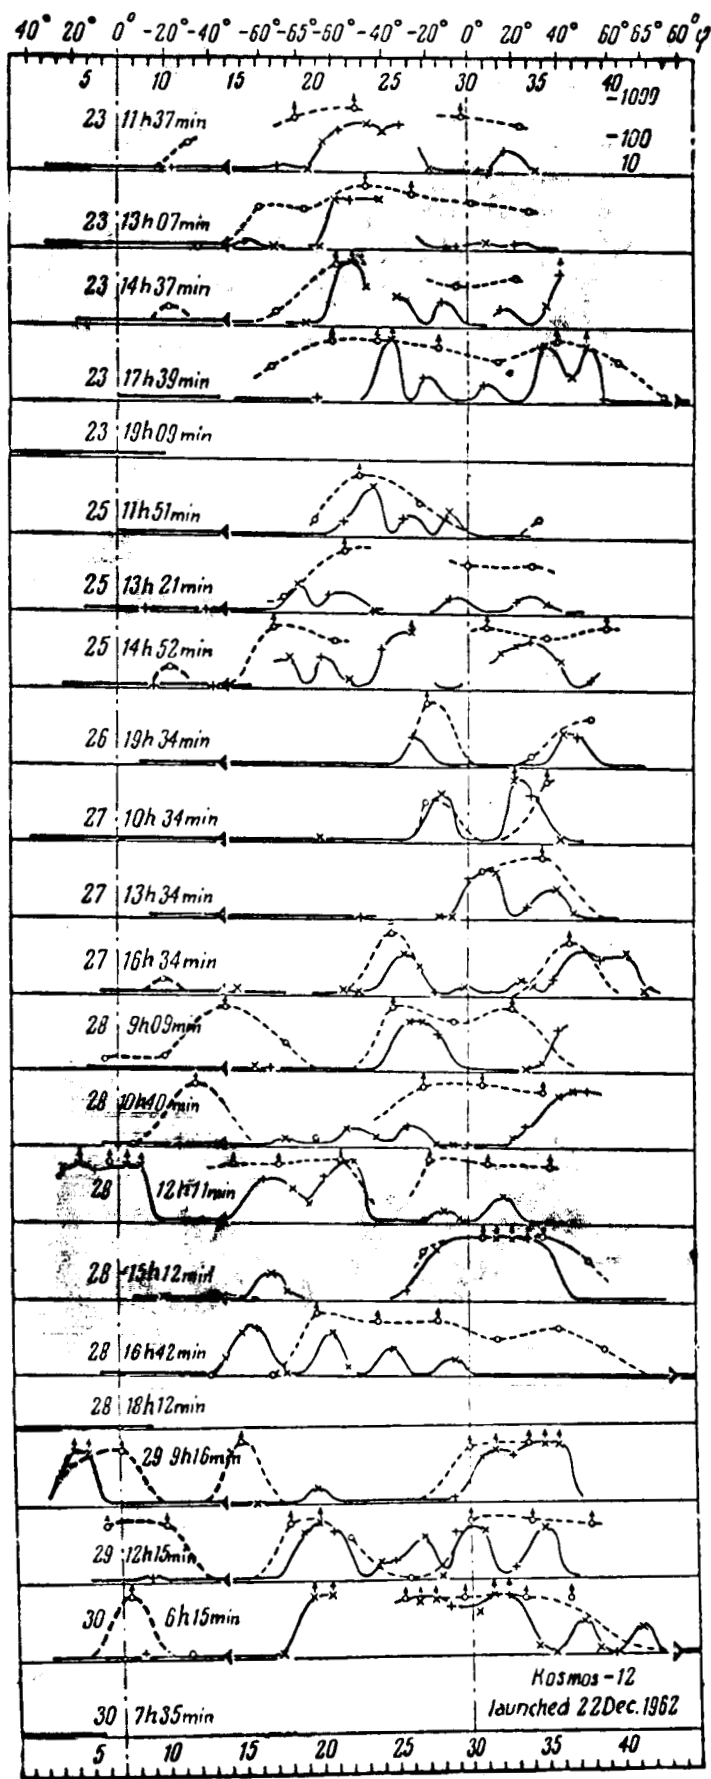 40° 20° 0° -20° -40° -60° -65° -60° -40° -20° 0° 20° 40° 60° 60° φ
5 10 15 20 25 30 35 40
-1000
23 11h37min
-100
10
23 13h07min
23 14h37min
23 17h39min
23 19h09min
25 11h51min
25 13h21min
25 14h52min
26 19h34min
27 10h34min
27 13h34min
27 16h34min
28 9h09min
28 10h40min
28 12h11min
28 15h12min
28 16h42min
28 18h12min
29 9h16min
29 12h15min
30 6h15min
Kosmos-12
launched 22Dec.1962
30 7h35min
5 10 15 20 25 30 35 40